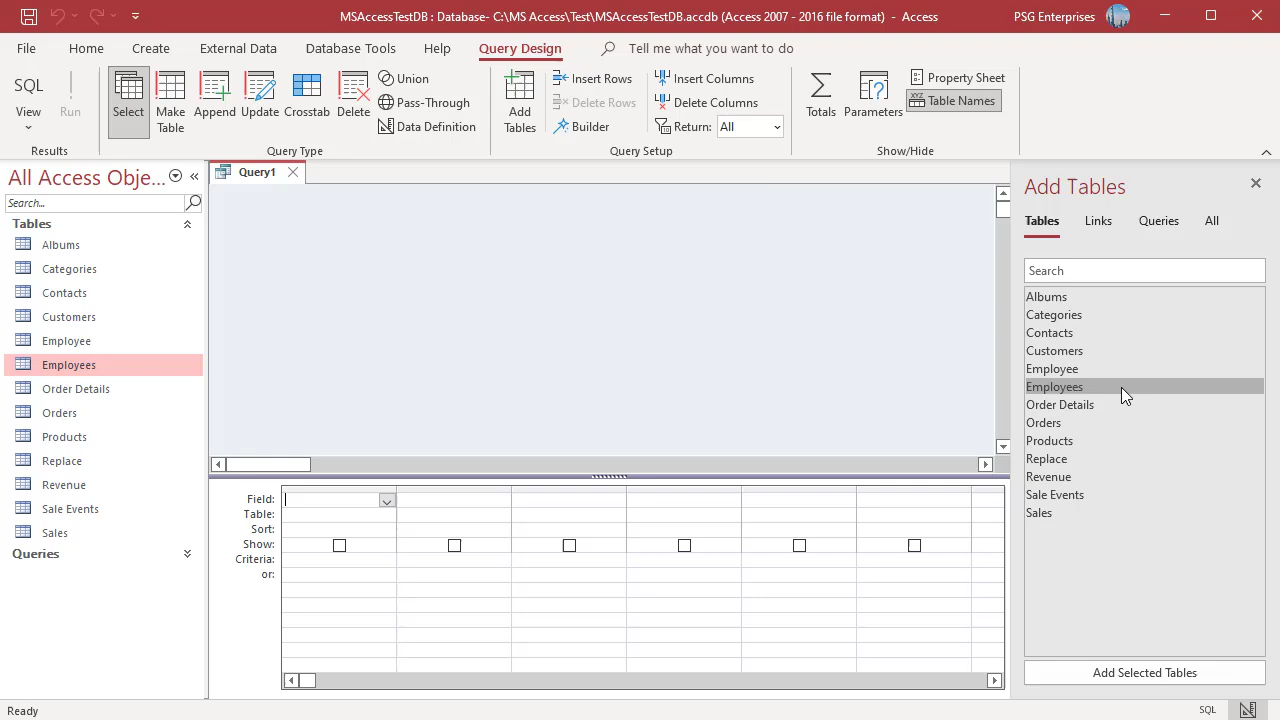 MSAccessTestDB : Database- C:\MS Access\Test\MSAccessTestDB.accdb (Access 2007 - 2016 file format) - Access
PSG Enterprises
File Home Create External Data Database Tools Help Query Design Tell me what you want to do
SQL
View
Run
Results
Select
Make Table
Append
Update
Crosstab
Delete
Union
Pass-Through
Data Definition
Query Type
Add Tables
Insert Rows
Delete Rows
Builder
Insert Columns
Delete Columns
Return: All
Query Setup
Totals
Parameters
Property Sheet
XYZ Table Names
Show/Hide
All Access Obje...
Search...
Tables
Albums
Categories
Contacts
Customers
Employee
Employees
Order Details
Orders
Products
Replace
Revenue
Sale Events
Sales
Queries
Query1
Field:
Table:
Sort:
Show:
Criteria:
or:
Add Tables
Tables Links Queries All
Search
Albums
Categories
Contacts
Customers
Employee
Employees
Order Details
Orders
Products
Replace
Revenue
Sale Events
Sales
Add Selected Tables
Ready
SQL